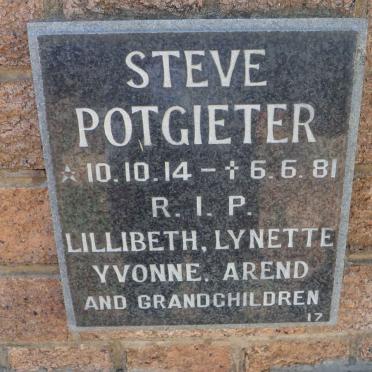 STEVE
POTGIETER
☆ 10.10.14 – ✝ 6.6.81
R. I. P.
LILLIBETH, LYNETTE
YVONNE, AREND
AND GRANDCHILDREN
17